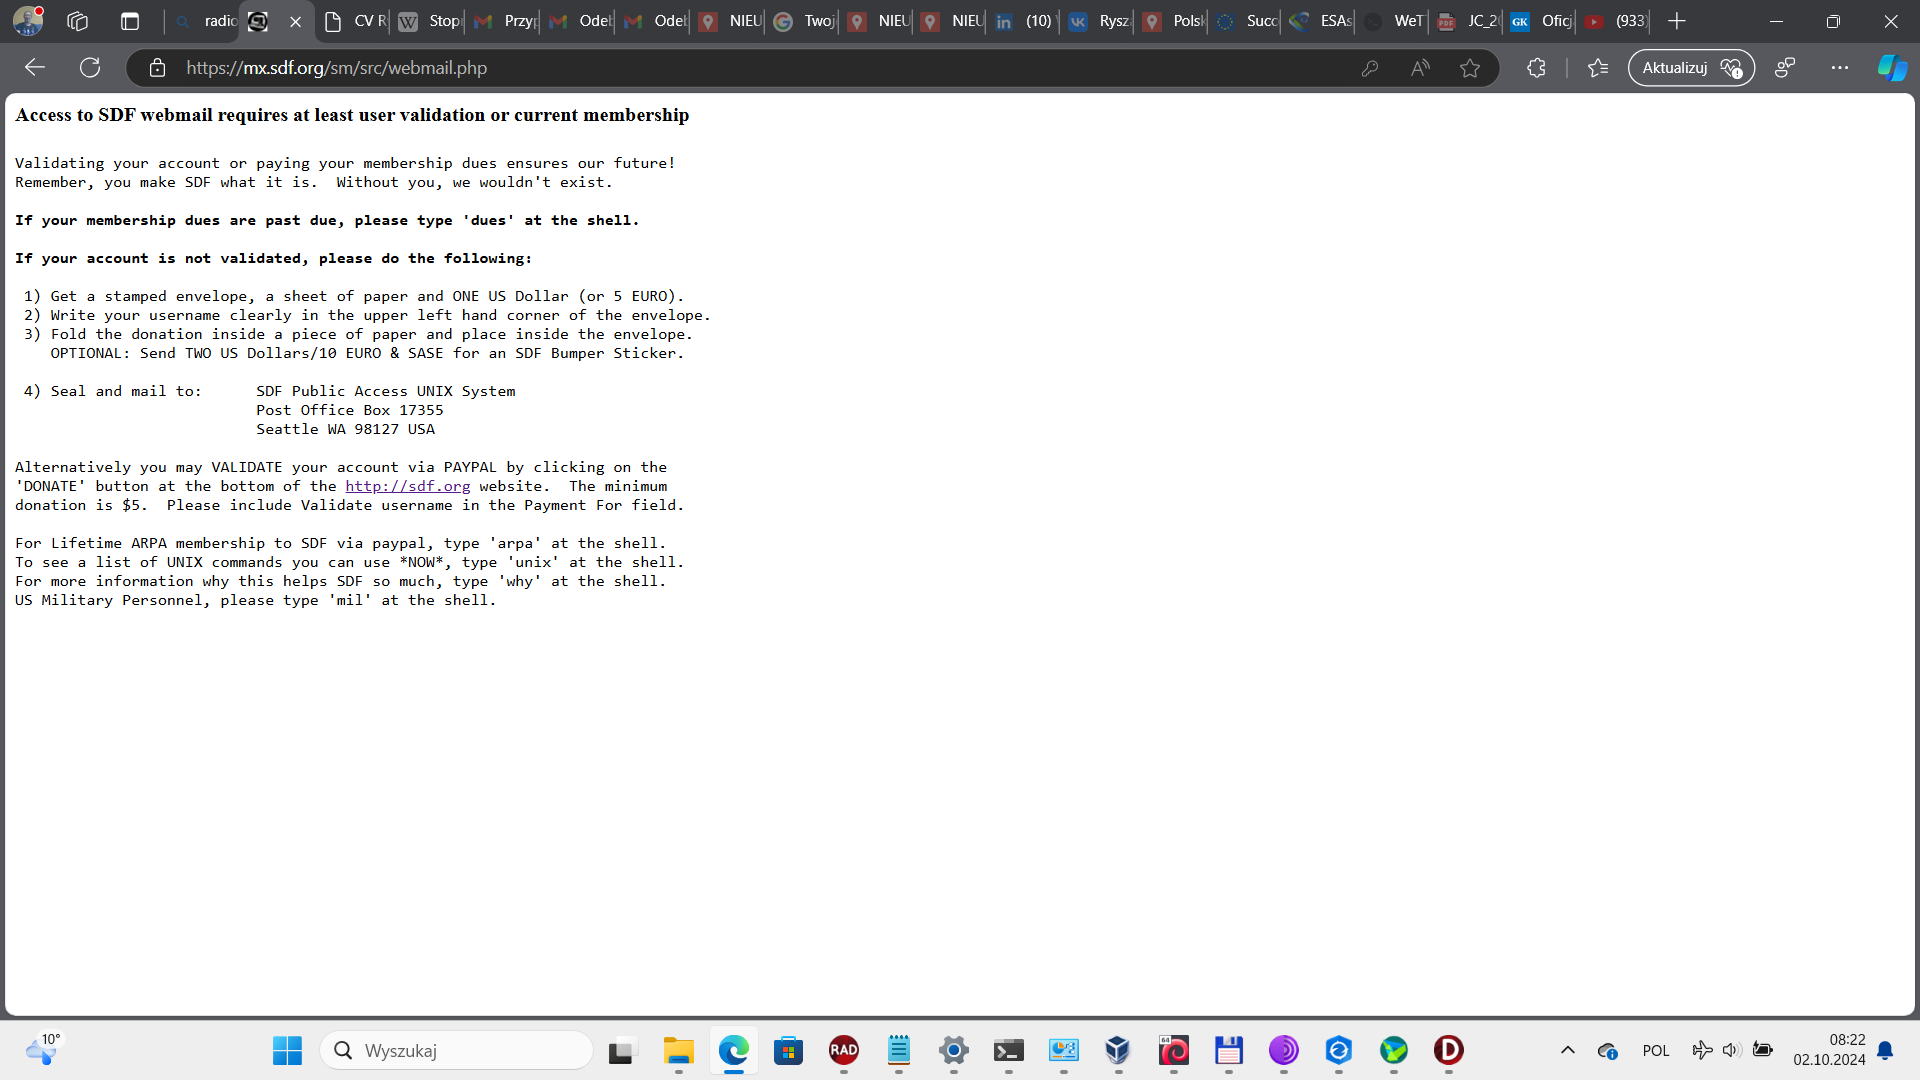 radio
CV R
Stop
Przyp
Odeb
Odeb
NIEU
Twoj
NIEU
NIEU
(10)
Rysz
Polsk
Succ
ESAs
WeT
JC_20
Oficj
(933)
https://mx.sdf.org/sm/src/webmail.php
Aktualizuj
Access to SDF webmail requires at least user validation or current membership
Validating your account or paying your membership dues ensures our future!
Remember, you make SDF what it is.  Without you, we wouldn't exist.
If your membership dues are past due, please type 'dues' at the shell.
If your account is not validated, please do the following:
1) Get a stamped envelope, a sheet of paper and ONE US Dollar (or 5 EURO).
2) Write your username clearly in the upper left hand corner of the envelope.
3) Fold the donation inside a piece of paper and place inside the envelope.
OPTIONAL: Send TWO US Dollars/10 EURO & SASE for an SDF Bumper Sticker.
4) Seal and mail to:      SDF Public Access UNIX System
Post Office Box 17355
Seattle WA 98127 USA
Alternatively you may VALIDATE your account via PAYPAL by clicking on the
'DONATE' button at the bottom of the http://sdf.org website.  The minimum
donation is $5.  Please include Validate username in the Payment For field.
For Lifetime ARPA membership to SDF via paypal, type 'arpa' at the shell.
To see a list of UNIX commands you can use *NOW*, type 'unix' at the shell.
For more information why this helps SDF so much, type 'why' at the shell.
US Military Personnel, please type 'mil' at the shell.
10°
Wyszukaj
RAD
64
POL
08:22
02.10.2024